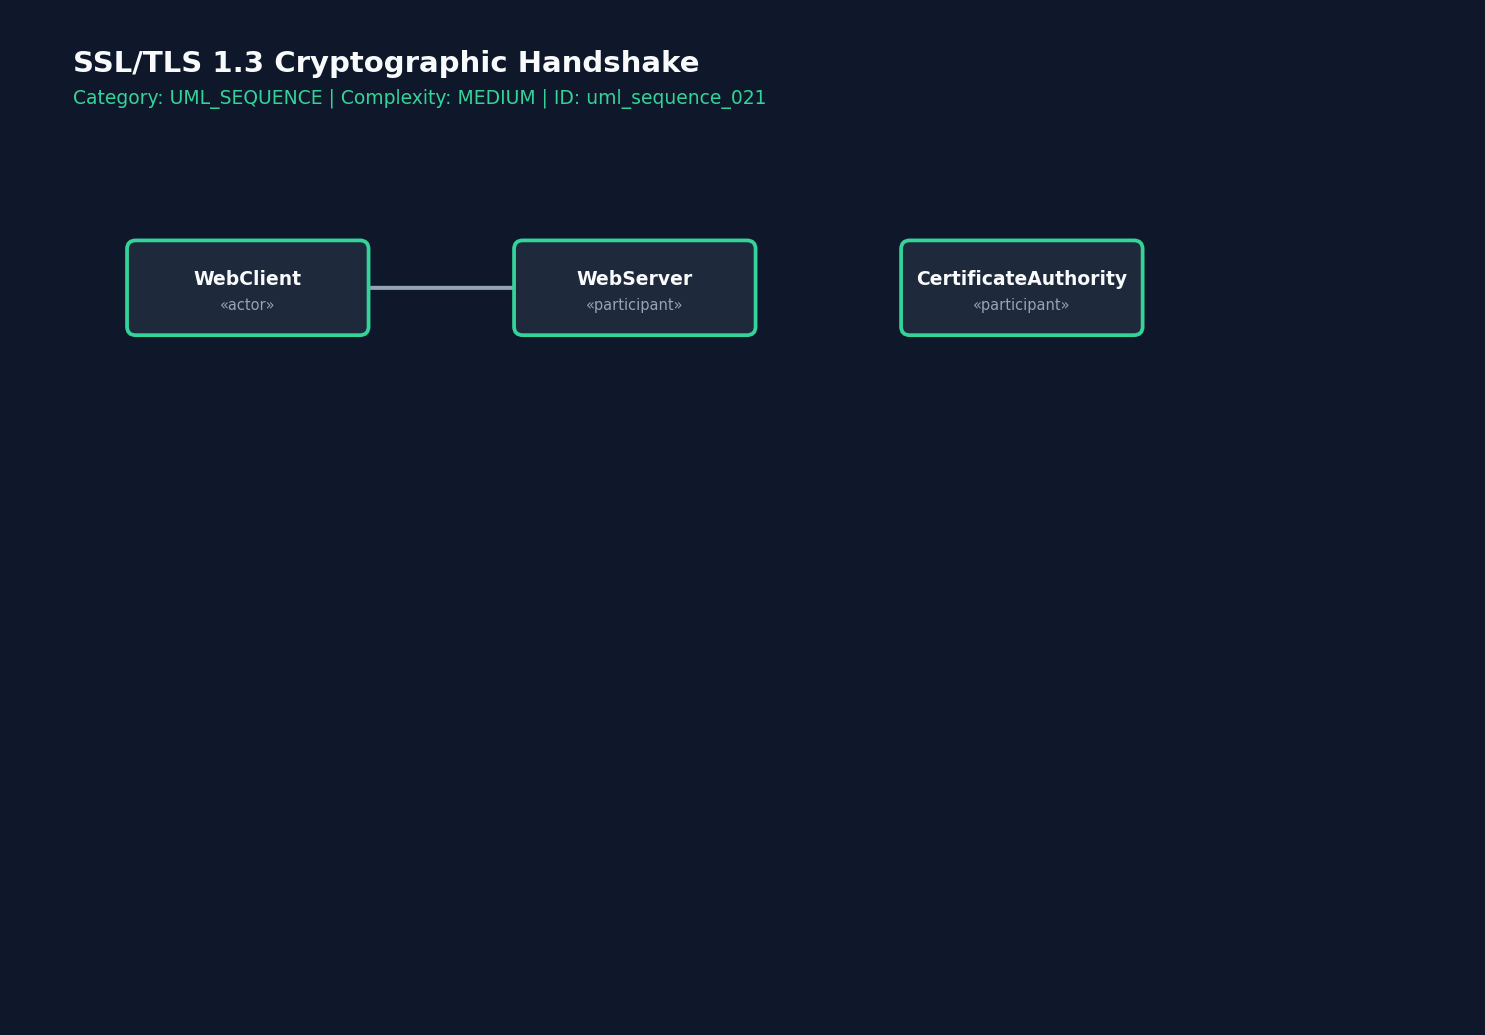 SSL/TLS 1.3 Cryptographic Handshake
Category: UML_SEQUENCE | Complexity: MEDIUM | ID: uml_sequence_021
WebClient
«actor»
WebServer
«participant»
CertificateAuthority
«participant»